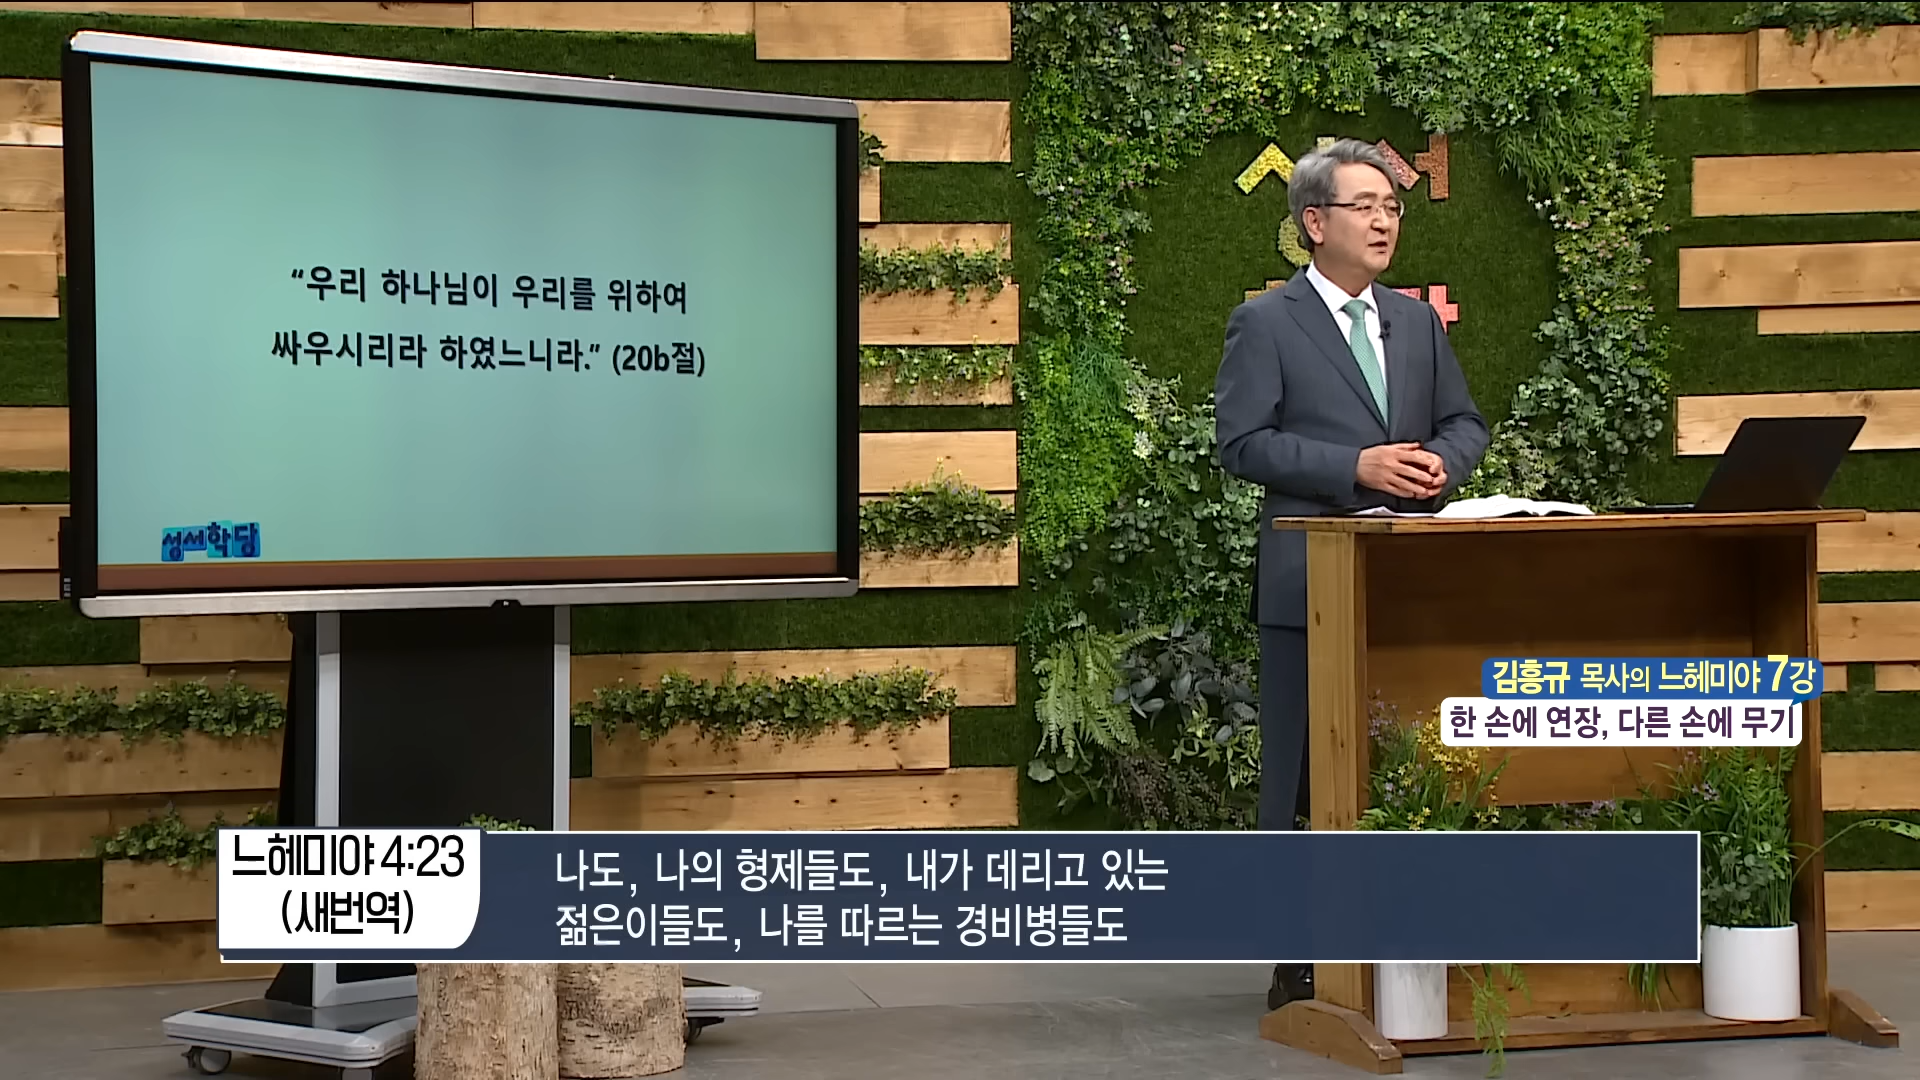 “우리 하나님이 우리를 위하여
싸우시리라 하였느니라.” (20b절)
성서학당
김흥규 목사의 느헤미야 7강
한 손에 연장, 다른 손에 무기
느헤미야 4:23
(새번역)
나도, 나의 형제들도, 내가 데리고 있는
젊은이들도, 나를 따르는 경비병들도